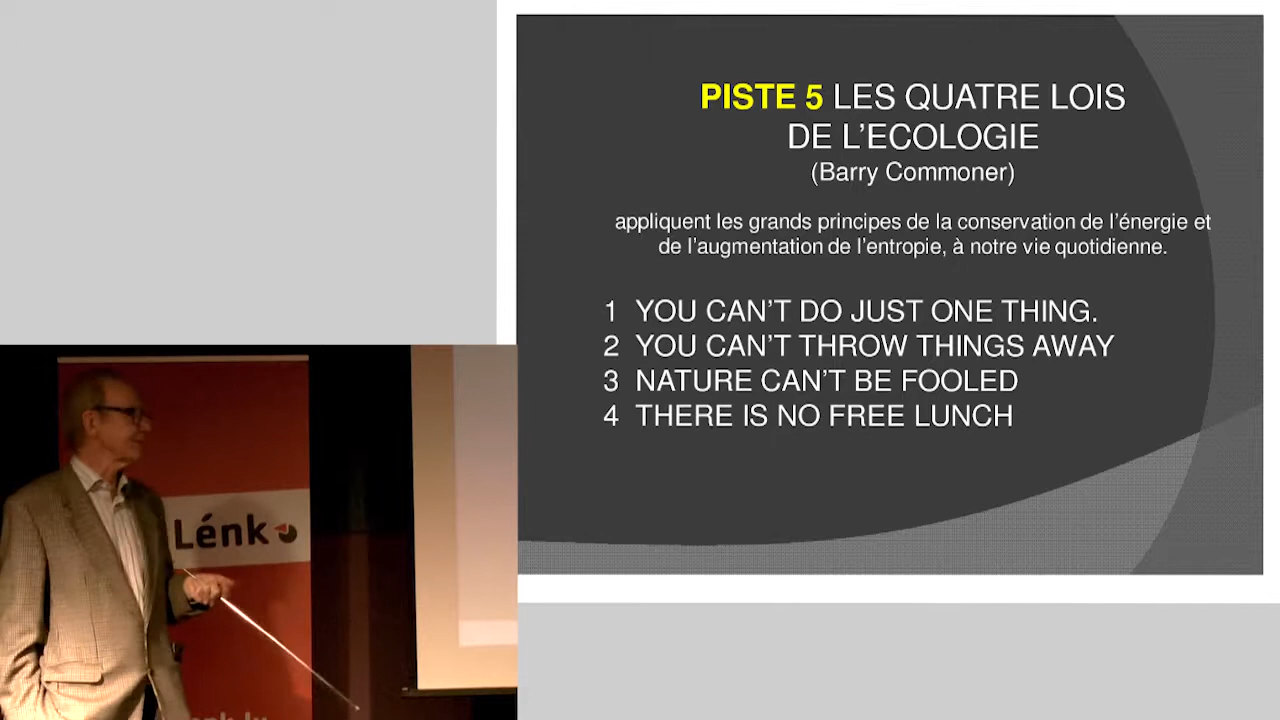 PISTE 5 LES QUATRE LOIS
DE L'ECOLOGIE
(Barry Commoner)
appliquent les grands principes de la conservation de l'énergie et
de l'augmentation de l'entropie, à notre vie quotidienne.
1 YOU CAN'T DO JUST ONE THING.
2 YOU CAN'T THROW THINGS AWAY
3 NATURE CAN'T BE FOOLED
4 THERE IS NO FREE LUNCH
Lénk